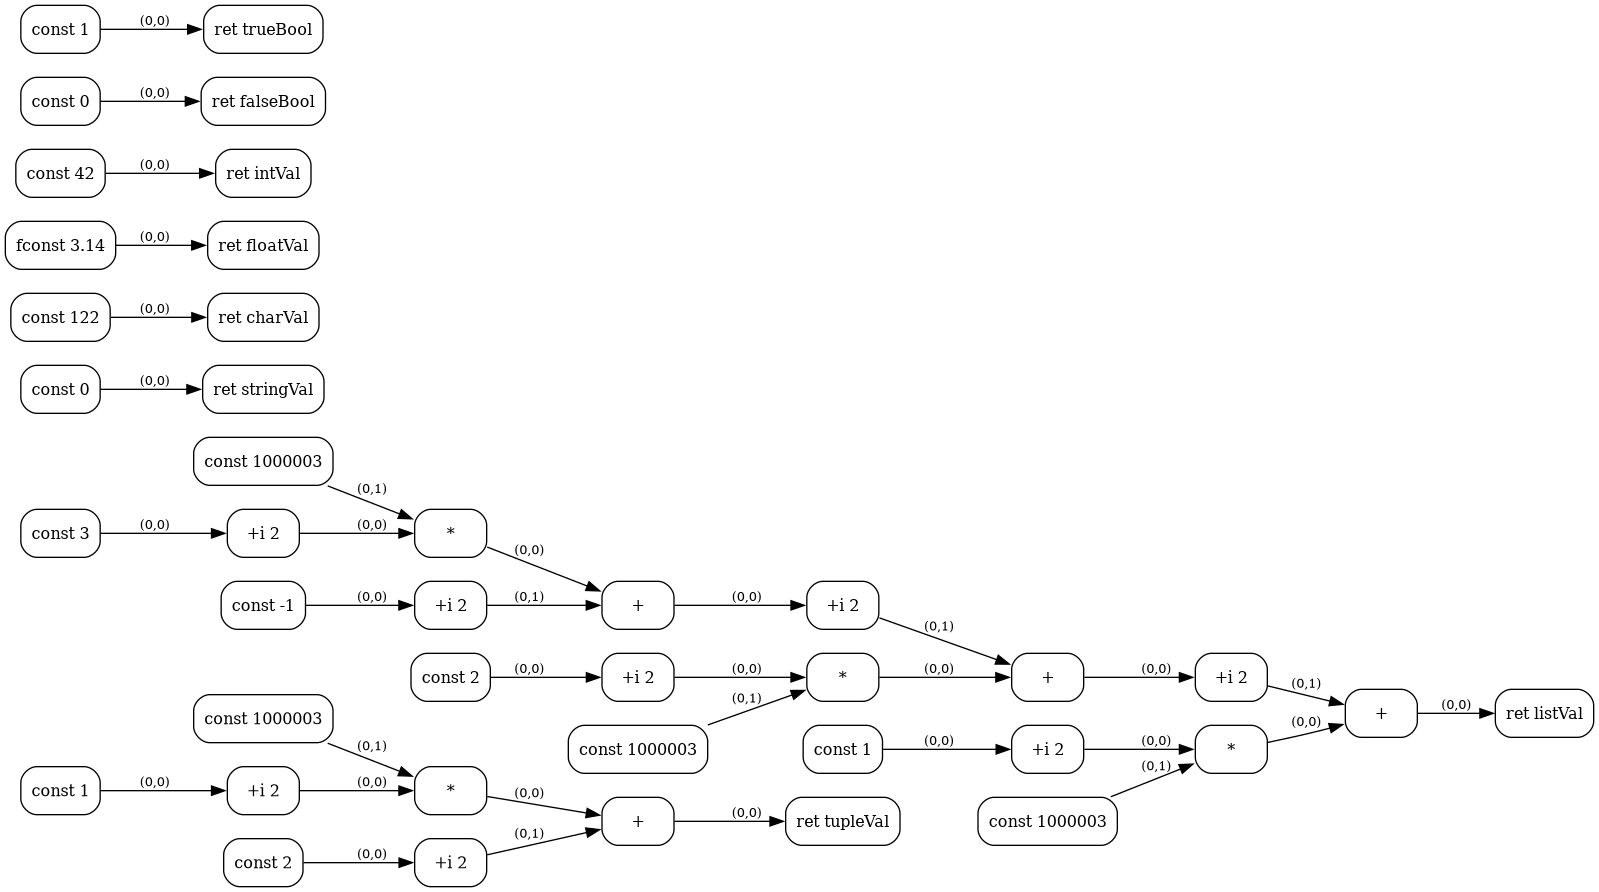 const 1 (0,0) ret trueBool
const 0 (0,0) ret falseBool
const 42 (0,0) ret intVal
fconst 3.14 (0,0) ret floatVal
const 122 (0,0) ret charVal
const 0 (0,0) ret stringVal
const 1000003
(0,1)
const 3 (0,0) +i 2 (0,0) *
(0,0)
const -1 (0,0) +i 2 (0,1) + (0,0) +i 2
(0,1)
const 2 (0,0) +i 2 (0,0) * (0,0) + (0,0) +i 2
(0,1)
(0,1)
const 1000003
(0,1)
+ (0,0) ret listVal
(0,0)
const 1000003 const 1 (0,0) +i 2 (0,0) *
(0,1)
const 1 (0,0) +i 2 (0,0) *
(0,0)
const 1000003
+ (0,0) ret tupleVal
(0,1)
const 2 (0,0) +i 2